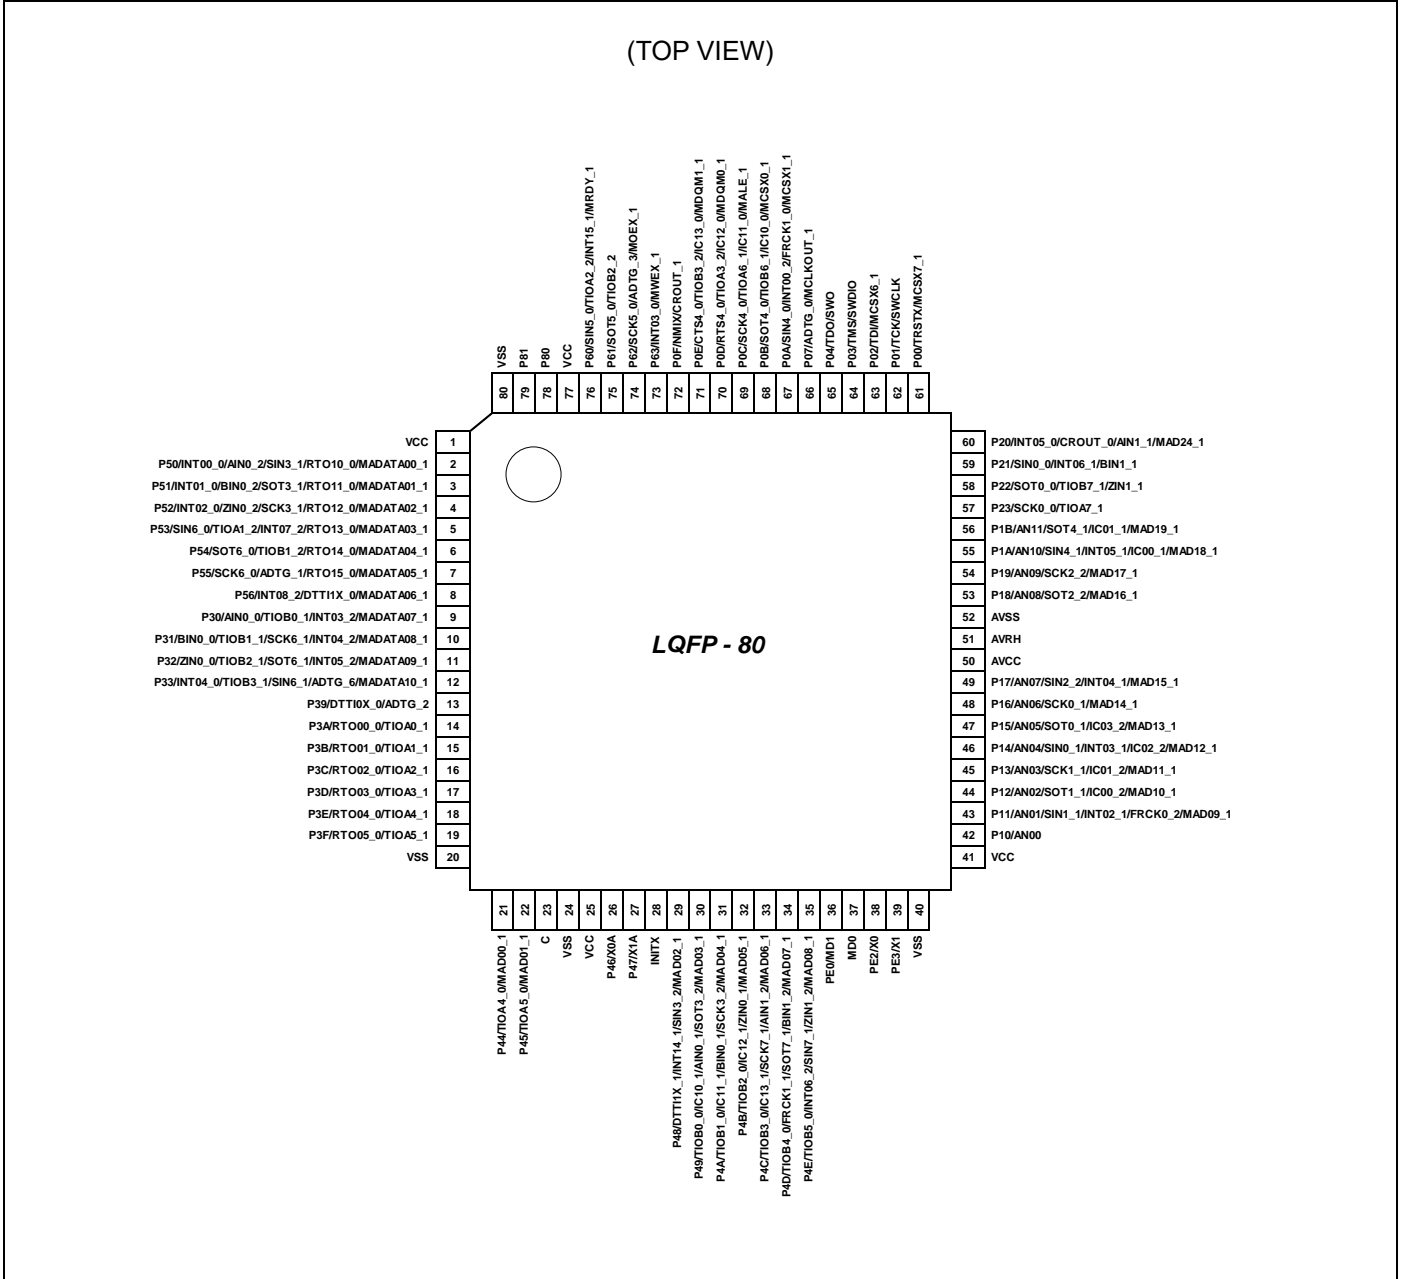 (TOP VIEW)
VSS
P81
P80
VCC
P60/SIN5_0/TIOA2_2/INT15_1/MRDY_1
P61/SOT5_0/TIOB2_2
P62/SCK5_0/ADTG_3/MOEX_1
P63/INT03_0/MWEX_1
P0F/NMIX/CROUT_1
P0E/CTS4_0/TIOB3_2/IC13_0/MDQM1_1
P0D/RTS4_0/TIOA3_2/IC12_0/MDQM0_1
P0C/SCK4_0/TIOA6_1/IC11_0/MALE_1
P0B/SOT4_0/TIOB6_1/IC10_0/MCSX0_1
P0A/SIN4_0/INT00_2/FRCK1_0/MCSX1_1
P07/ADTG_0/MCLKOUT_1
P04/TDO/SWO
P03/TMS/SWDIO
P02/TDI/MCSX6_1
P01/TCK/SWCLK
P00/TRSTX/MCSX7_1
80 79 78 77 76 75 74 73 72 71 70 69 68 67 66 65 64 63 62 61
VCC 1
P50/INT00_0/AIN0_2/SIN3_1/RTO10_0/MADATA00_1 2
P51/INT01_0/BIN0_2/SOT3_1/RTO11_0/MADATA01_1 3
P52/INT02_0/ZIN0_2/SCK3_1/RTO12_0/MADATA02_1 4
P53/SIN6_0/TIOA1_2/INT07_2/RTO13_0/MADATA03_1 5
P54/SOT6_0/TIOB1_2/RTO14_0/MADATA04_1 6
P55/SCK6_0/ADTG_1/RTO15_0/MADATA05_1 7
P56/INT08_2/DTTI1X_0/MADATA06_1 8
P30/AIN0_0/TIOB0_1/INT03_2/MADATA07_1 9
P31/BIN0_0/TIOB1_1/SCK6_1/INT04_2/MADATA08_1 10
P32/ZIN0_0/TIOB2_1/SOT6_1/INT05_2/MADATA09_1 11
P33/INT04_0/TIOB3_1/SIN6_1/ADTG_6/MADATA10_1 12
P39/DTTI0X_0/ADTG_2 13
P3A/RTO00_0/TIOA0_1 14
P3B/RTO01_0/TIOA1_1 15
P3C/RTO02_0/TIOA2_1 16
P3D/RTO03_0/TIOA3_1 17
P3E/RTO04_0/TIOA4_1 18
P3F/RTO05_0/TIOA5_1 19
VSS 20
LQFP - 80
60 P20/INT05_0/CROUT_0/AIN1_1/MAD24_1
59 P21/SIN0_0/INT06_1/BIN1_1
58 P22/SOT0_0/TIOB7_1/ZIN1_1
57 P23/SCK0_0/TIOA7_1
56 P1B/AN11/SOT4_1/IC01_1/MAD19_1
55 P1A/AN10/SIN4_1/INT05_1/IC00_1/MAD18_1
54 P19/AN09/SCK2_2/MAD17_1
53 P18/AN08/SOT2_2/MAD16_1
52 AVSS
51 AVRH
50 AVCC
49 P17/AN07/SIN2_2/INT04_1/MAD15_1
48 P16/AN06/SCK0_1/MAD14_1
47 P15/AN05/SOT0_1/IC03_2/MAD13_1
46 P14/AN04/SIN0_1/INT03_1/IC02_2/MAD12_1
45 P13/AN03/SCK1_1/IC01_2/MAD11_1
44 P12/AN02/SOT1_1/IC00_2/MAD10_1
43 P11/AN01/SIN1_1/INT02_1/FRCK0_2/MAD09_1
42 P10/AN00
41 VCC
21 22 23 24 25 26 27 28 29 30 31 32 33 34 35 36 37 38 39 40
P44/TIOA4_0/MAD00_1
P45/TIOA5_0/MAD01_1
C
VSS
VCC
P46/X0A
P47/X1A
INITX
P48/DTTI1X_1/INT14_1/SIN3_2/MAD02_1
P49/TIOB0_0/IC10_1/AIN0_1/SOT3_2/MAD03_1
P4A/TIOB1_0/IC11_1/BIN0_1/SCK3_2/MAD04_1
P4B/TIOB2_0/IC12_1/ZIN0_1/MAD05_1
P4C/TIOB3_0/IC13_1/SCK7_1/AIN1_2/MAD06_1
P4D/TIOB4_0/FRCK1_1/SOT7_1/BIN1_2/MAD07_1
P4E/TIOB5_0/INT06_2/SIN7_1/ZIN1_2/MAD08_1
PE0/MD1
MD0
PE2/X0
PE3/X1
VSS